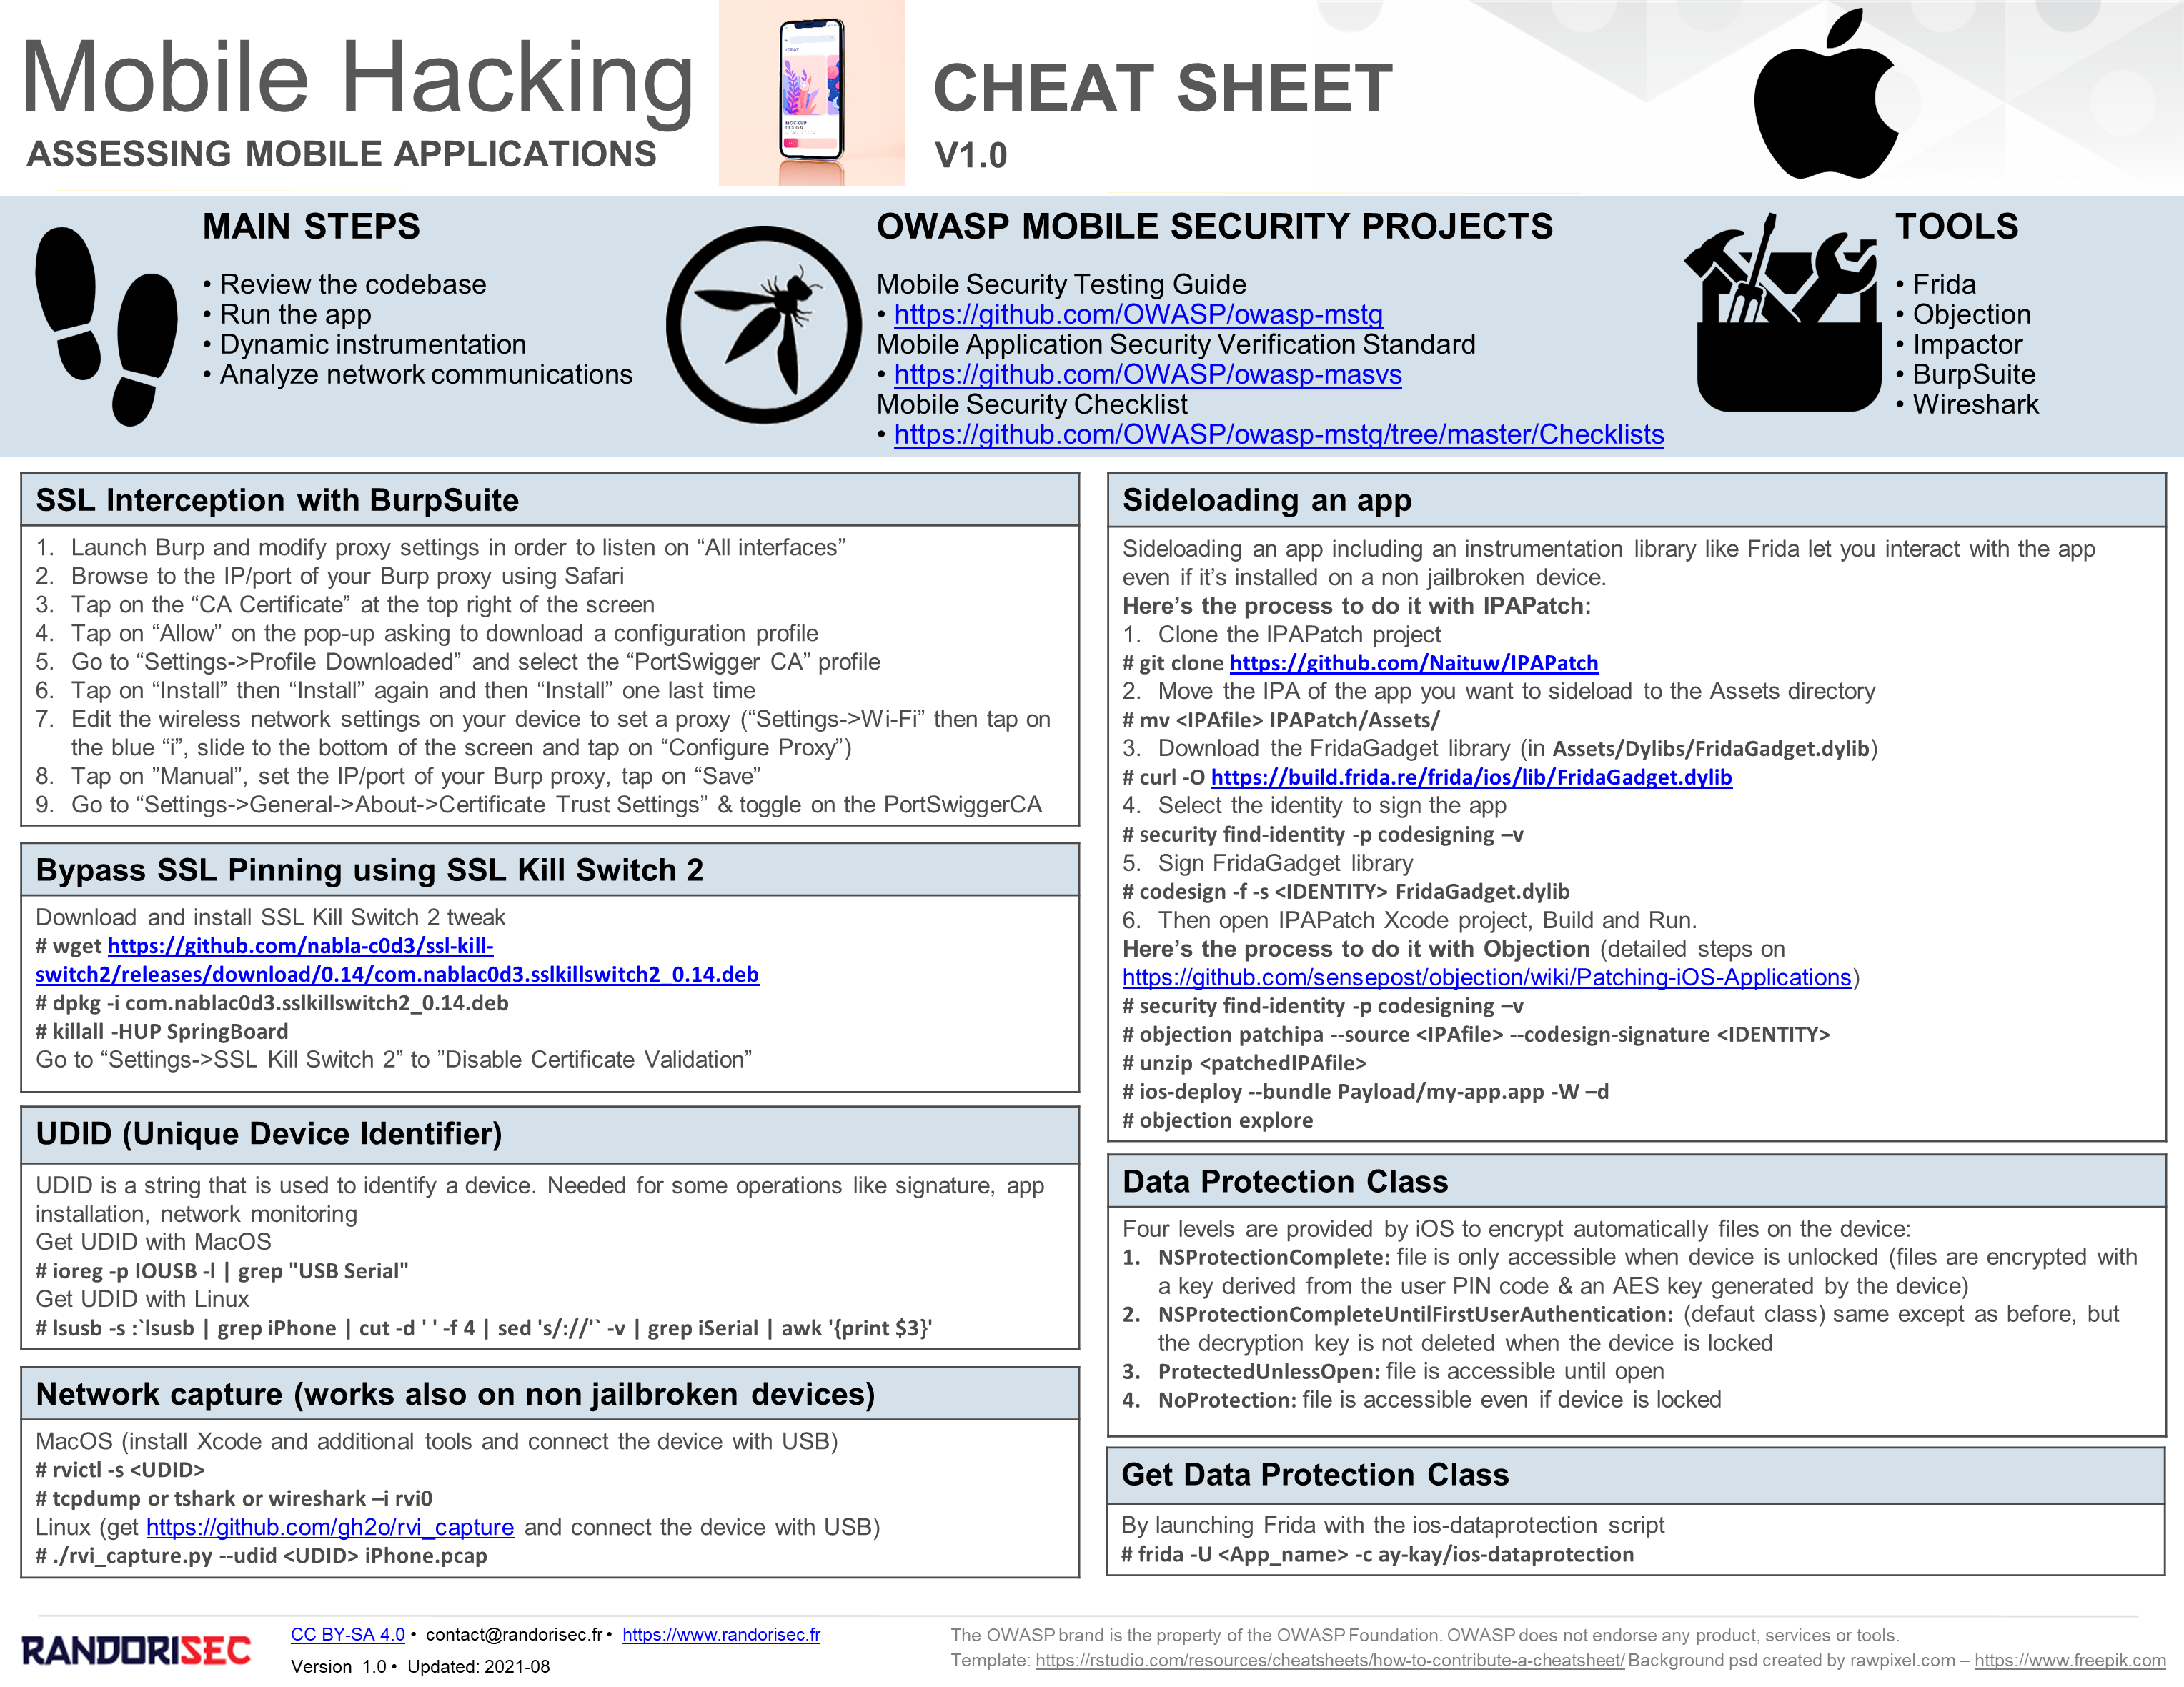 Mobile Hacking
CHEAT SHEET
ASSESSING MOBILE APPLICATIONS
V1.0
MAIN STEPS
• Review the codebase
• Run the app
• Dynamic instrumentation
• Analyze network communications
OWASP MOBILE SECURITY PROJECTS
Mobile Security Testing Guide
• https://github.com/OWASP/owasp-mstg
Mobile Application Security Verification Standard
• https://github.com/OWASP/owasp-masvs
Mobile Security Checklist
• https://github.com/OWASP/owasp-mstg/tree/master/Checklists
TOOLS
• Frida
• Objection
• Impactor
• BurpSuite
• Wireshark
SSL Interception with BurpSuite
1. Launch Burp and modify proxy settings in order to listen on “All interfaces”
2. Browse to the IP/port of your Burp proxy using Safari
3. Tap on the “CA Certificate” at the top right of the screen
4. Tap on “Allow” on the pop-up asking to download a configuration profile
5. Go to “Settings->Profile Downloaded” and select the “PortSwigger CA” profile
6. Tap on “Install” then “Install” again and then “Install” one last time
7. Edit the wireless network settings on your device to set a proxy (“Settings->Wi-Fi” then tap on
the blue “i”, slide to the bottom of the screen and tap on “Configure Proxy”)
8. Tap on ”Manual”, set the IP/port of your Burp proxy, tap on “Save”
9. Go to “Settings->General->About->Certificate Trust Settings” & toggle on the PortSwiggerCA
Bypass SSL Pinning using SSL Kill Switch 2
Download and install SSL Kill Switch 2 tweak
# wget https://github.com/nabla-c0d3/ssl-kill-
switch2/releases/download/0.14/com.nablac0d3.sslkillswitch2_0.14.deb
# dpkg -i com.nablac0d3.sslkillswitch2_0.14.deb
# killall -HUP SpringBoard
Go to “Settings->SSL Kill Switch 2” to ”Disable Certificate Validation”
UDID (Unique Device Identifier)
UDID is a string that is used to identify a device. Needed for some operations like signature, app
installation, network monitoring
Get UDID with MacOS
# ioreg -p IOUSB -l | grep "USB Serial"
Get UDID with Linux
# lsusb -s :`lsusb | grep iPhone | cut -d ' ' -f 4 | sed 's/://'` -v | grep iSerial | awk '{print $3}'
Network capture (works also on non jailbroken devices)
MacOS (install Xcode and additional tools and connect the device with USB)
# rvictl -s <UDID>
# tcpdump or tshark or wireshark –i rvi0
Linux (get https://github.com/gh2o/rvi_capture and connect the device with USB)
# ./rvi_capture.py --udid <UDID> iPhone.pcap
Sideloading an app
Sideloading an app including an instrumentation library like Frida let you interact with the app
even if it’s installed on a non jailbroken device.
Here’s the process to do it with IPAPatch:
1. Clone the IPAPatch project
# git clone https://github.com/Naituw/IPAPatch
2. Move the IPA of the app you want to sideload to the Assets directory
# mv <IPAfile> IPAPatch/Assets/
3. Download the FridaGadget library (in Assets/Dylibs/FridaGadget.dylib)
# curl -O https://build.frida.re/frida/ios/lib/FridaGadget.dylib
4. Select the identity to sign the app
# security find-identity -p codesigning –v
5. Sign FridaGadget library
# codesign -f -s <IDENTITY> FridaGadget.dylib
6. Then open IPAPatch Xcode project, Build and Run.
Here’s the process to do it with Objection (detailed steps on
https://github.com/sensepost/objection/wiki/Patching-iOS-Applications)
# security find-identity -p codesigning –v
# objection patchipa --source <IPAfile> --codesign-signature <IDENTITY>
# unzip <patchedIPAfile>
# ios-deploy --bundle Payload/my-app.app -W –d
# objection explore
Data Protection Class
Four levels are provided by iOS to encrypt automatically files on the device:
1. NSProtectionComplete: file is only accessible when device is unlocked (files are encrypted with
a key derived from the user PIN code & an AES key generated by the device)
2. NSProtectionCompleteUntilFirstUserAuthentication: (defaut class) same except as before, but
the decryption key is not deleted when the device is locked
3. ProtectedUnlessOpen: file is accessible until open
4. NoProtection: file is accessible even if device is locked
Get Data Protection Class
By launching Frida with the ios-dataprotection script
# frida -U <App_name> -c ay-kay/ios-dataprotection
RANDORISEC
CC BY-SA 4.0 • contact@randorisec.fr • https://www.randorisec.fr
Version 1.0 • Updated: 2021-08
The OWASP brand is the property of the OWASP Foundation. OWASP does not endorse any product, services or tools.
Template: https://rstudio.com/resources/cheatsheets/how-to-contribute-a-cheatsheet/ Background psd created by rawpixel.com – https://www.freepik.com